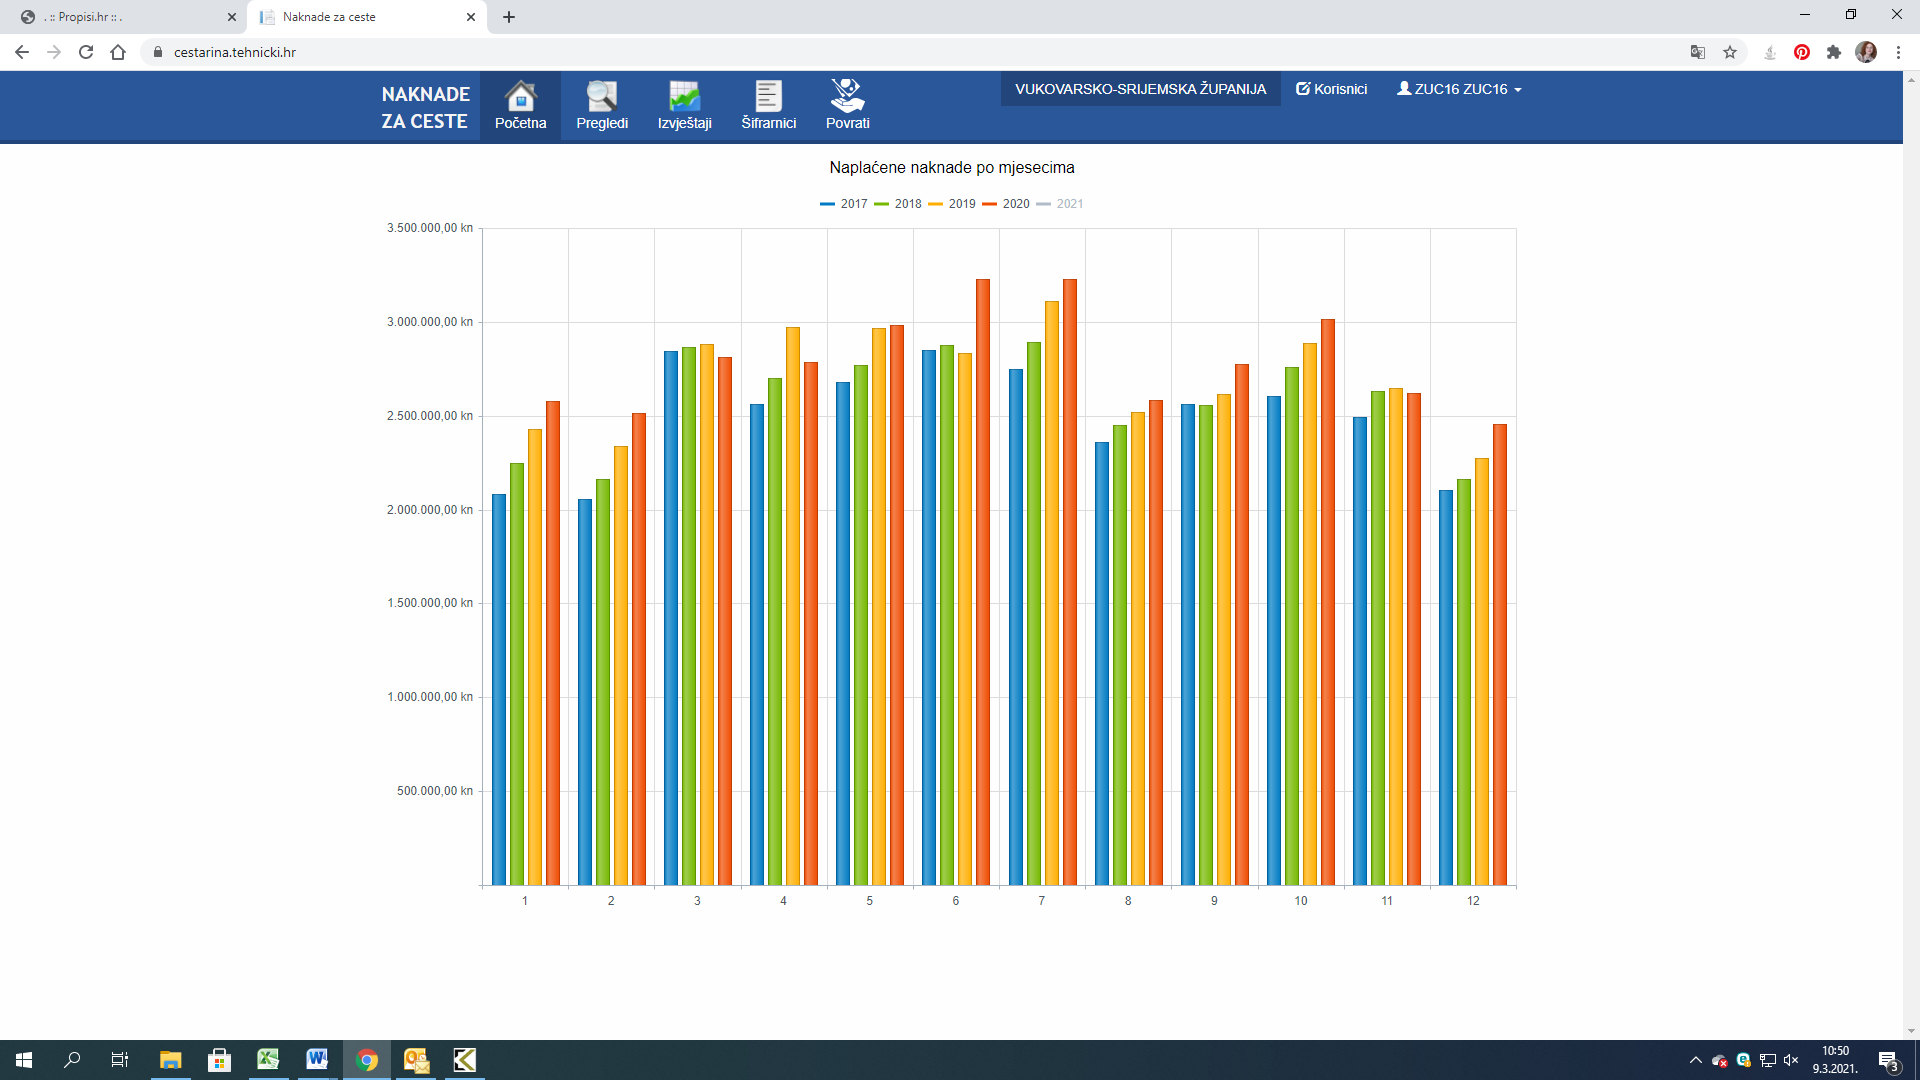 . :: Propisi.hr :: .
Naknade za ceste
cestarina.tehnicki.hr
NAKNADE
ZA CESTE
Početna
Pregledi
Izvještaji
Šifrarnici
Povrati
VUKOVARSKO-SRIJEMSKA ŽUPANIJA
Korisnici
ZUC16 ZUC16
Naplaćene naknade po mjesecima
2017 2018 2019 2020 2021
3.500.000,00 kn
3.000.000,00 kn
2.500.000,00 kn
2.000.000,00 kn
1.500.000,00 kn
1.000.000,00 kn
500.000,00 kn
1 2 3 4 5 6 7 8 9 10 11 12
10:50
9.3.2021.
3